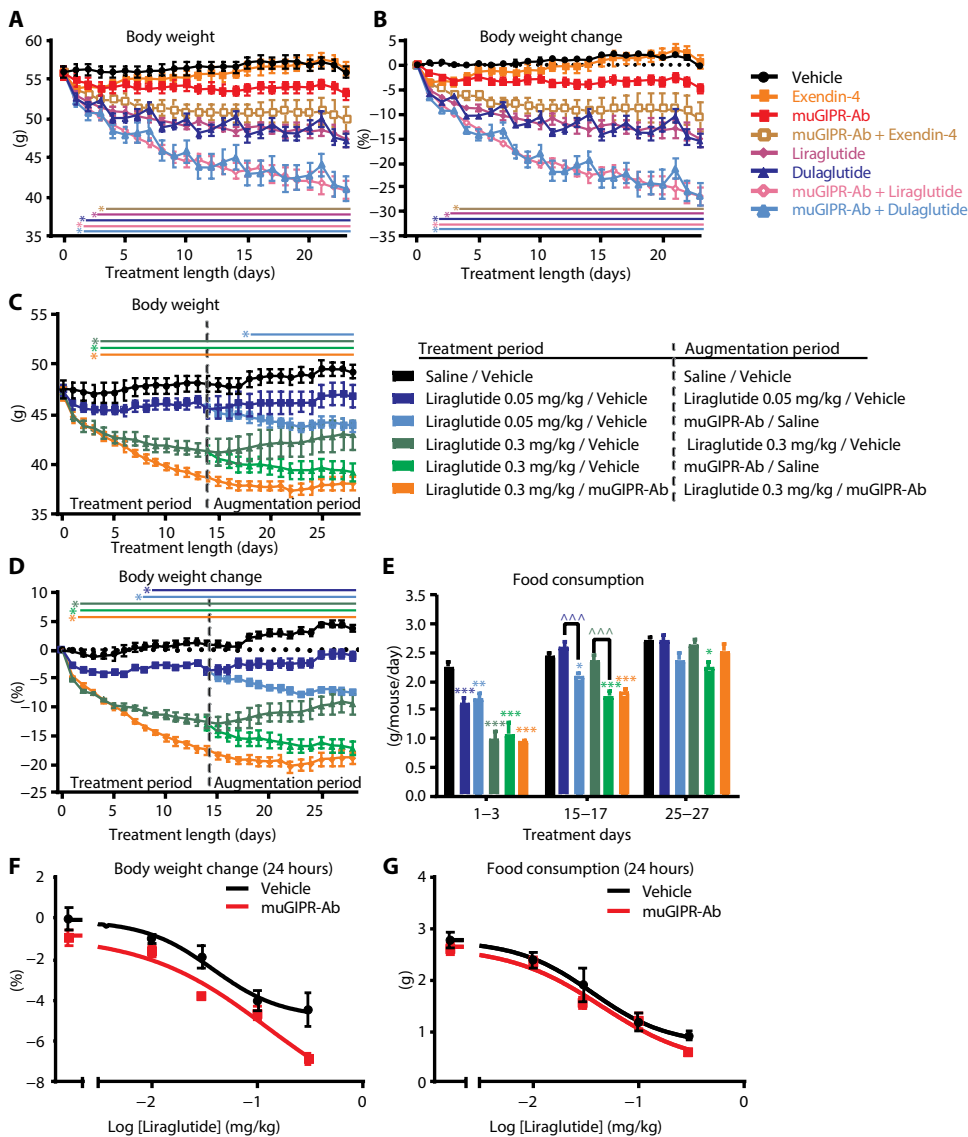 A
Body weight
60
55
50
45
40
35
(g)
0
5
10
15
20
Treatment length (days)
*
*
*
*
*
B
Body weight change
5
0
−5
−10
−15
−20
−25
−30
−35
(%)
0
5
10
15
20
Treatment length (days)
*
*
*
*
*
Vehicle
Exendin-4
muGIPR-Ab
muGIPR-Ab + Exendin-4
Liraglutide
Dulaglutide
muGIPR-Ab + Liraglutide
muGIPR-Ab + Dulaglutide
C
Body weight
55
50
45
40
35
(g)
*
*
*
*
Treatment period
Augmentation period
0
5
10
15
20
25
Treatment length (days)
Treatment period Augmentation period
Saline / Vehicle Saline / Vehicle
Liraglutide 0.05 mg/kg / Vehicle Liraglutide 0.05 mg/kg / Vehicle
Liraglutide 0.05 mg/kg / Vehicle muGIPR-Ab / Saline
Liraglutide 0.3 mg/kg / Vehicle Liraglutide 0.3 mg/kg / Vehicle
Liraglutide 0.3 mg/kg / Vehicle muGIPR-Ab / Saline
Liraglutide 0.3 mg/kg / muGIPR-Ab Liraglutide 0.3 mg/kg / muGIPR-Ab
D
Body weight change
10
5
0
−5
−10
−15
−20
−25
(%)
*
*
*
*
*
Treatment period
Augmentation period
0
5
10
15
20
25
Treatment length (days)
E
Food consumption
3.5
3.0
2.5
2.0
1.5
1.0
0.5
0.0
(g/mouse/day)
***
**
***
***
***
^^^
^^^
*
***
***
*
1–3
15–17
25–27
Treatment days
F
Body weight change (24 hours)
Vehicle
muGIPR-Ab
2
0
−2
−4
−6
−8
(%)
−2
−1
0
Log [Liraglutide] (mg/kg)
G
Food consumption (24 hours)
Vehicle
muGIPR-Ab
4
3
2
1
0
(g)
−2
−1
0
Log [Liraglutide] (mg/kg)